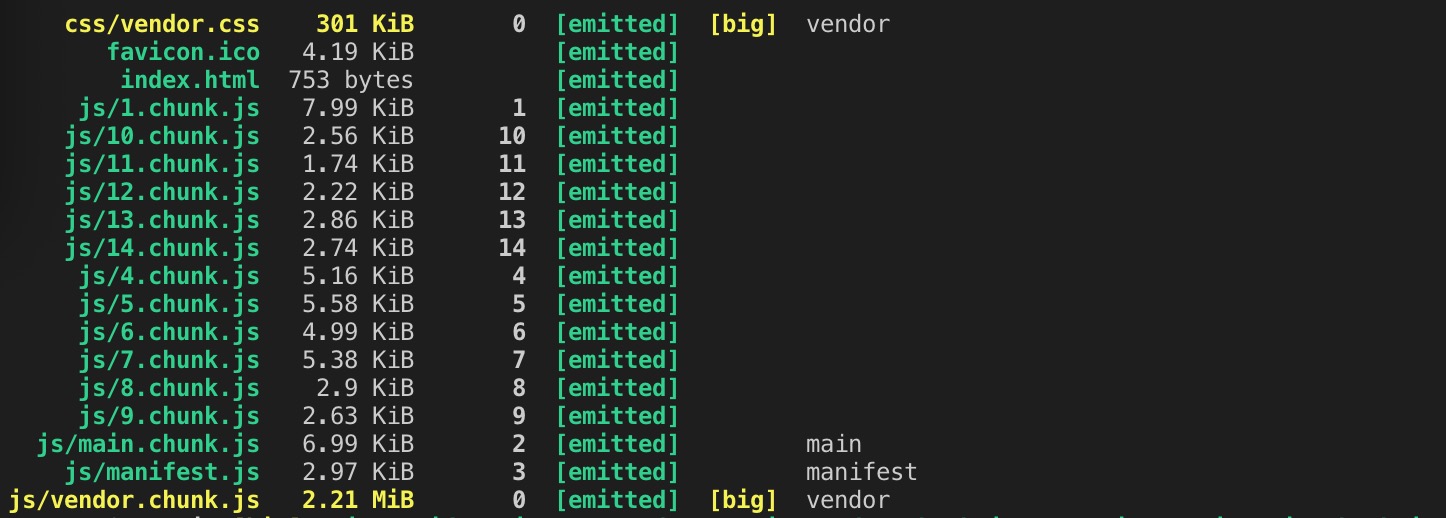 css/vendor.css 301 KiB 0 [emitted] [big] vendor
favicon.ico 4.19 KiB [emitted]
index.html 753 bytes [emitted]
js/1.chunk.js 7.99 KiB 1 [emitted]
js/10.chunk.js 2.56 KiB 10 [emitted]
js/11.chunk.js 1.74 KiB 11 [emitted]
js/12.chunk.js 2.22 KiB 12 [emitted]
js/13.chunk.js 2.86 KiB 13 [emitted]
js/14.chunk.js 2.74 KiB 14 [emitted]
js/4.chunk.js 5.16 KiB 4 [emitted]
js/5.chunk.js 5.58 KiB 5 [emitted]
js/6.chunk.js 4.99 KiB 6 [emitted]
js/7.chunk.js 5.38 KiB 7 [emitted]
js/8.chunk.js 2.9 KiB 8 [emitted]
js/9.chunk.js 2.63 KiB 9 [emitted]
js/main.chunk.js 6.99 KiB 2 [emitted] main
js/manifest.js 2.97 KiB 3 [emitted] manifest
js/vendor.chunk.js 2.21 MiB 0 [emitted] [big] vendor